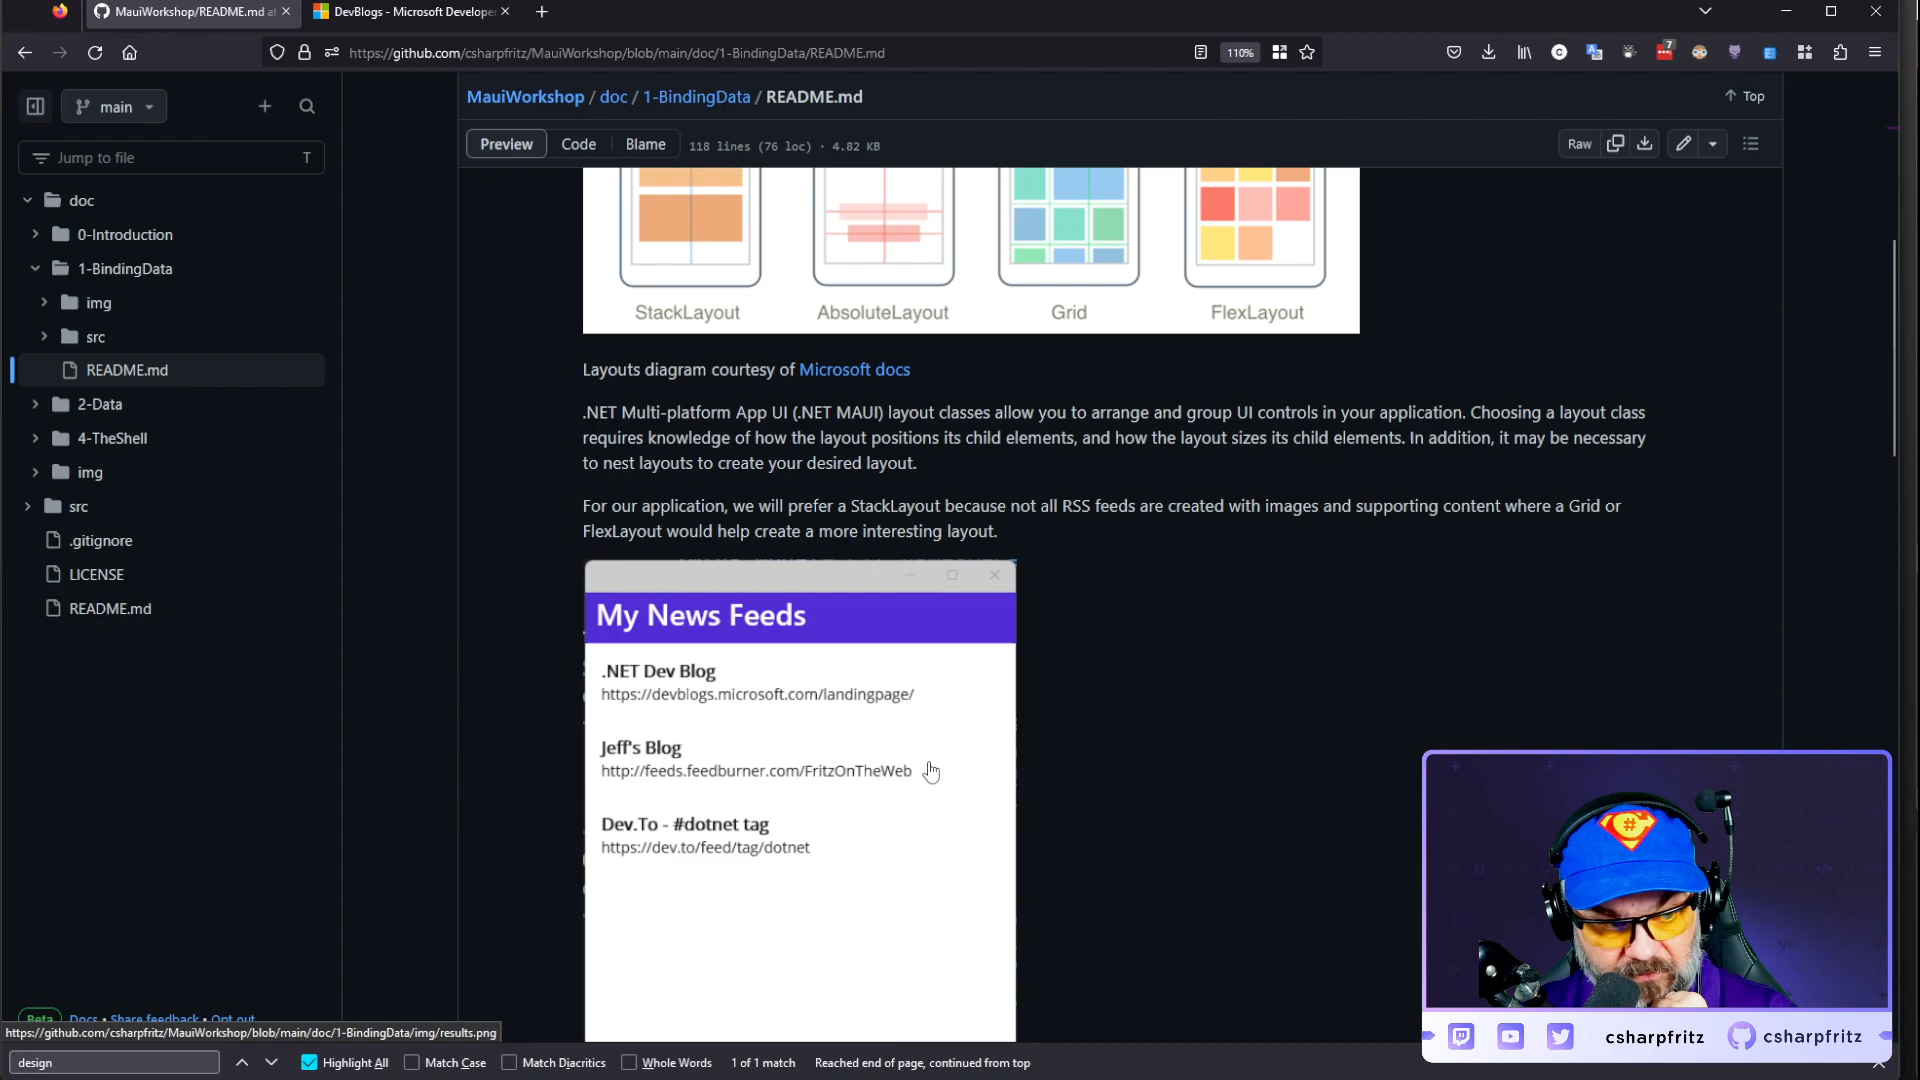 MauiWorkshop/README.md at
DevBlogs - Microsoft Develope
https://github.com/csharpfritz/MauiWorkshop/blob/main/doc/1-BindingData/README.md
110%
7
main
MauiWorkshop / doc / 1-BindingData / README.md
Top
Jump to file
T
Preview
Code
Blame
118 lines (76 loc) · 4.82 KB
Raw
doc
0-Introduction
1-BindingData
img
src
README.md
2-Data
4-TheShell
img
src
.gitignore
LICENSE
README.md
StackLayout
AbsoluteLayout
Grid
FlexLayout
Layouts diagram courtesy of Microsoft docs
.NET Multi-platform App UI (.NET MAUI) layout classes allow you to arrange and group UI controls in your application. Choosing a layout class
requires knowledge of how the layout positions its child elements, and how the layout sizes its child elements. In addition, it may be necessary
to nest layouts to create your desired layout.
For our application, we will prefer a StackLayout because not all RSS feeds are created with images and supporting content where a Grid or
FlexLayout would help create a more interesting layout.
My News Feeds
.NET Dev Blog
https://devblogs.microsoft.com/landingpage/
Jeff's Blog
http://feeds.feedburner.com/FritzOnTheWeb
Dev.To - #dotnet tag
https://dev.to/feed/tag/dotnet
Beta Docs • Share feedback • Opt out
https://github.com/csharpfritz/MauiWorkshop/blob/main/doc/1-BindingData/img/results.png
design
Highlight All
Match Case
Match Diacritics
Whole Words
1 of 1 match
Reached end of page, continued from top
#
csharpfritz
csharpfritz